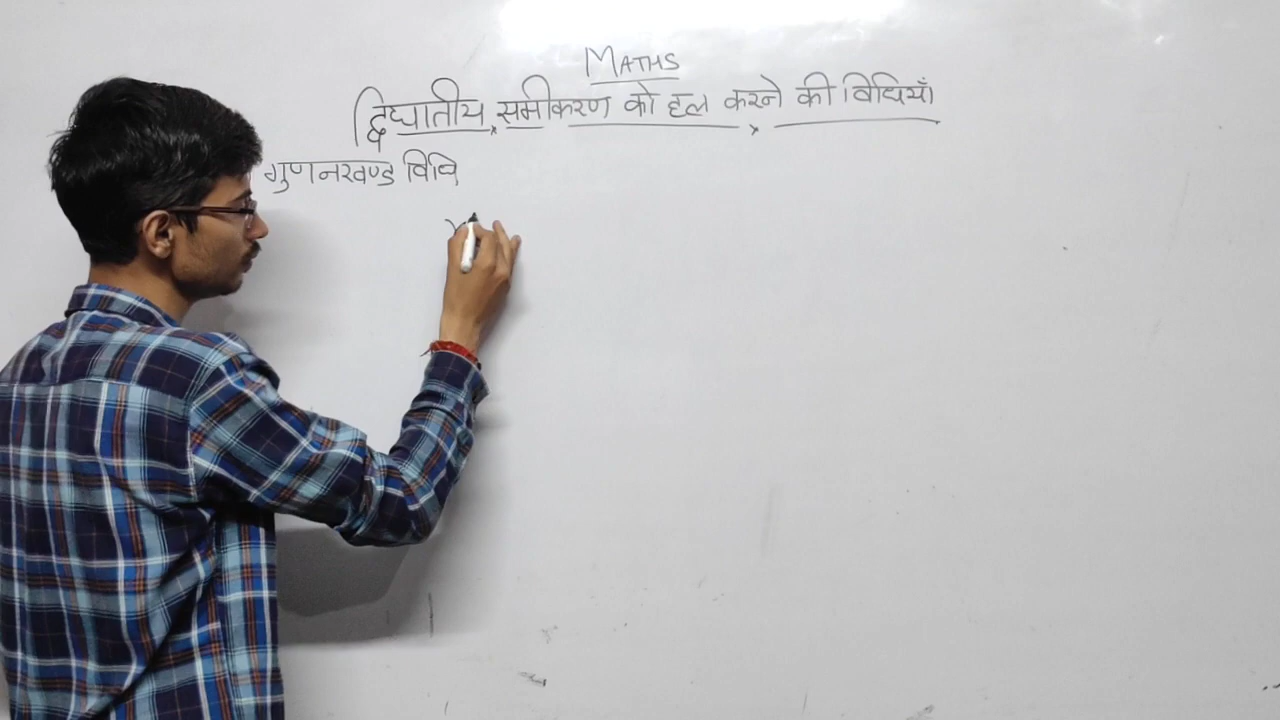 MATHS
द्विघातीय समीकरण को हल करने की विधियाँ
गुणनखण्ड विवि